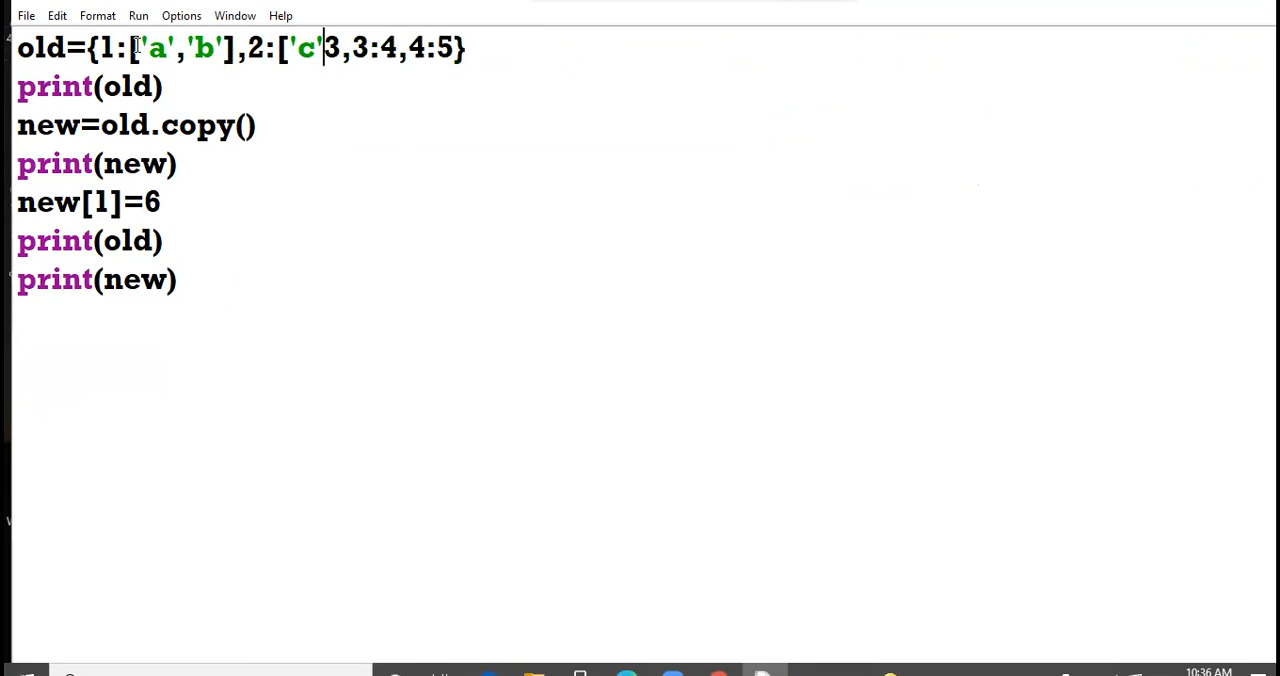 File Edit Format Run Options Window Help
old={1:['a','b'],2:['c'3,3:4,4:5}
print(old)
new=old.copy()
print(new)
new[1]=6
print(old)
print(new)
10:36 AM